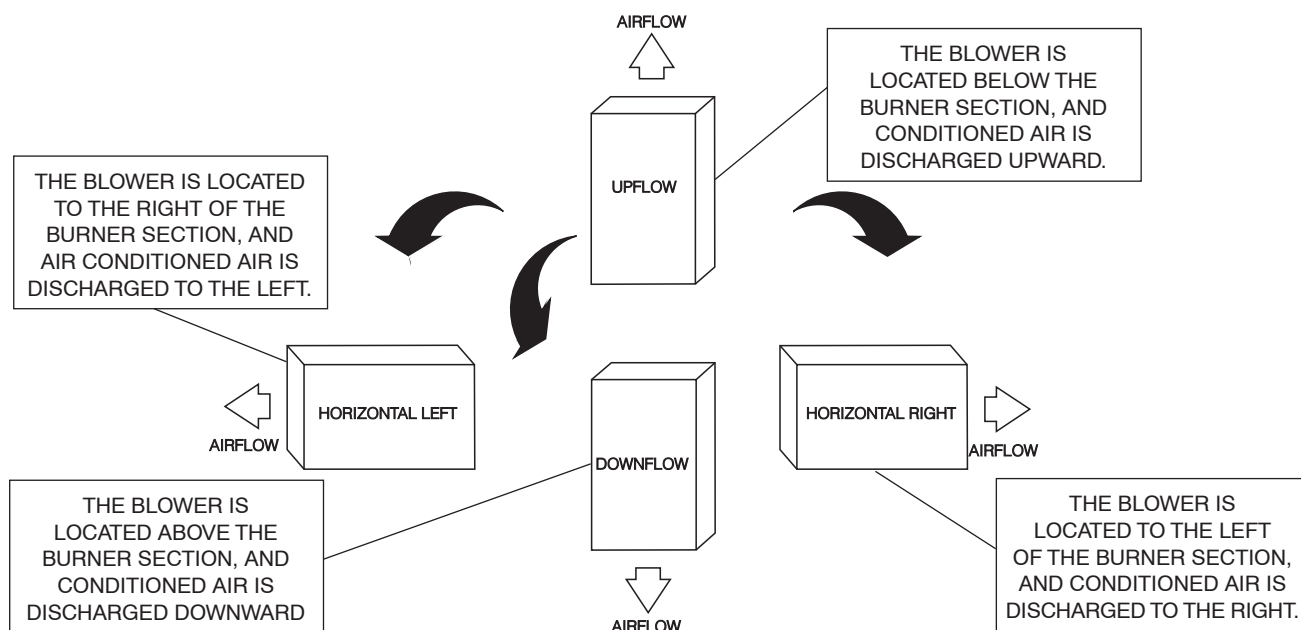 AIRFLOW
THE BLOWER IS
LOCATED BELOW THE
BURNER SECTION, AND
CONDITIONED AIR IS
DISCHARGED UPWARD.
THE BLOWER IS LOCATED
TO THE RIGHT OF THE
BURNER SECTION, AND
AIR CONDITIONED AIR IS
DISCHARGED TO THE LEFT.
UPFLOW
HORIZONTAL LEFT
AIRFLOW
HORIZONTAL RIGHT
AIRFLOW
DOWNFLOW
THE BLOWER IS
LOCATED ABOVE THE
BURNER SECTION, AND
CONDITIONED AIR IS
DISCHARGED DOWNWARD
THE BLOWER IS
LOCATED TO THE LEFT
OF THE BURNER SECTION,
AND CONDITIONED AIR IS
DISCHARGED TO THE RIGHT.
AIRFLOW